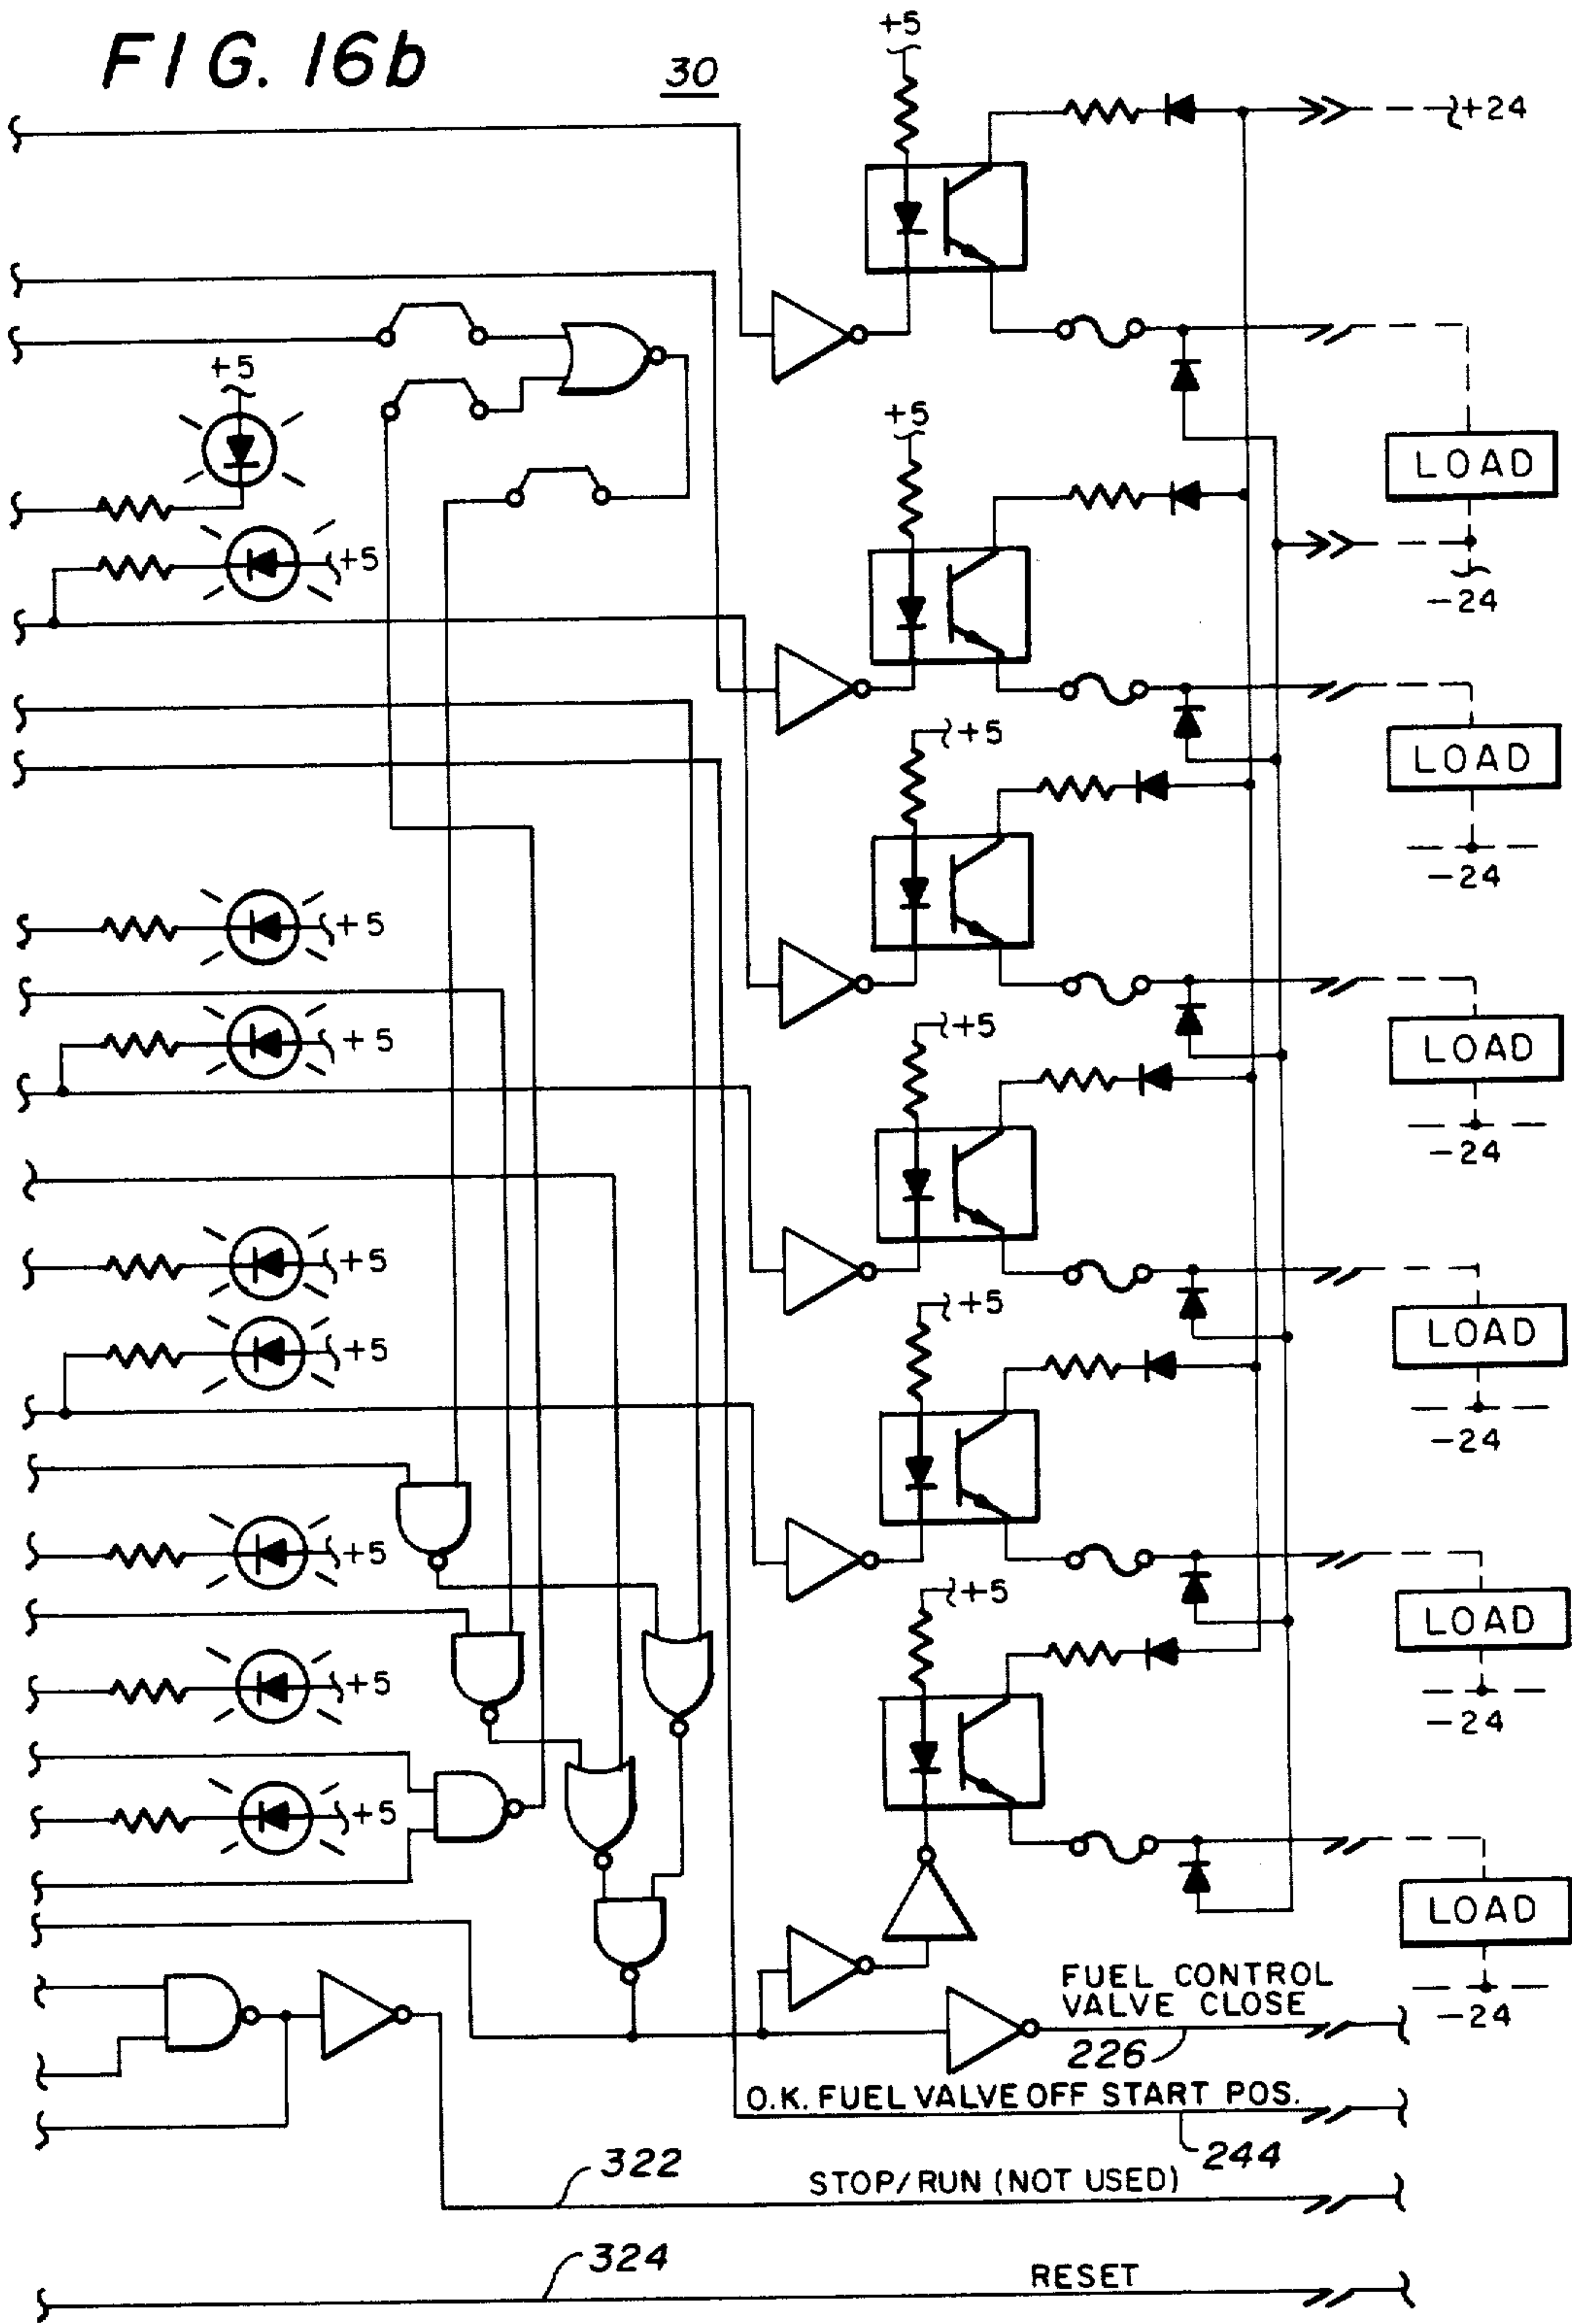 FIG. 16b
30
+5
+24
+5
+5
LOAD
+5
-24
+5
LOAD
-24
+5
+5
LOAD
+5
-24
+5
+5
LOAD
+5
-24
+5
+5
LOAD
+5
-24
+5
LOAD
FUEL CONTROL
VALVE CLOSE
-24
226
O.K. FUEL VALVE OFF START POS.
244
322
STOP/RUN (NOT USED)
324
RESET